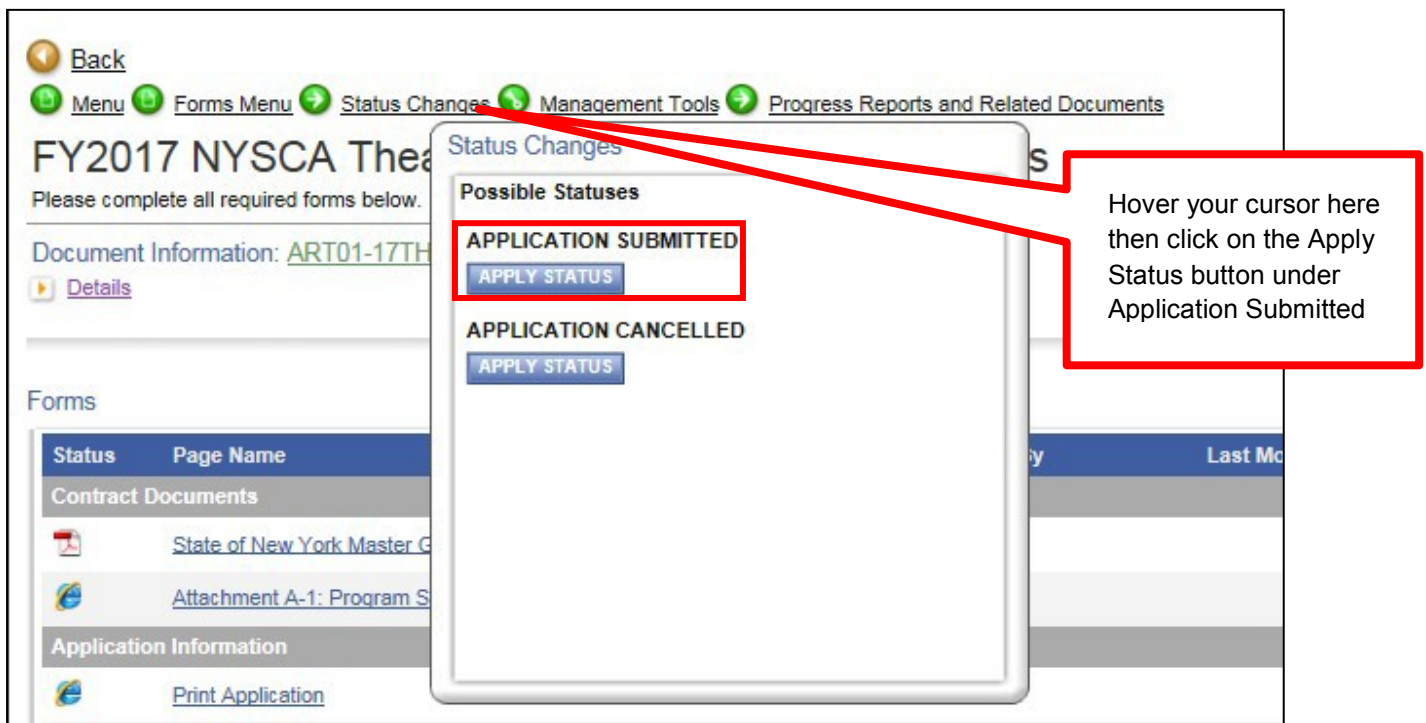 Back
Menu Forms Menu Status Changes Management Tools Progress Reports and Related Documents
FY2017 NYSCA Thea s
Please complete all required forms below.
Document Information: ART01-17TH
Details
Status Changes
Possible Statuses
APPLICATION SUBMITTED
APPLY STATUS
APPLICATION CANCELLED
APPLY STATUS
Hover your cursor here
then click on the Apply
Status button under
Application Submitted
Forms
Status Page Name y Last Mo
Contract Documents
State of New York Master G
Attachment A-1: Program S
Application Information
Print Application